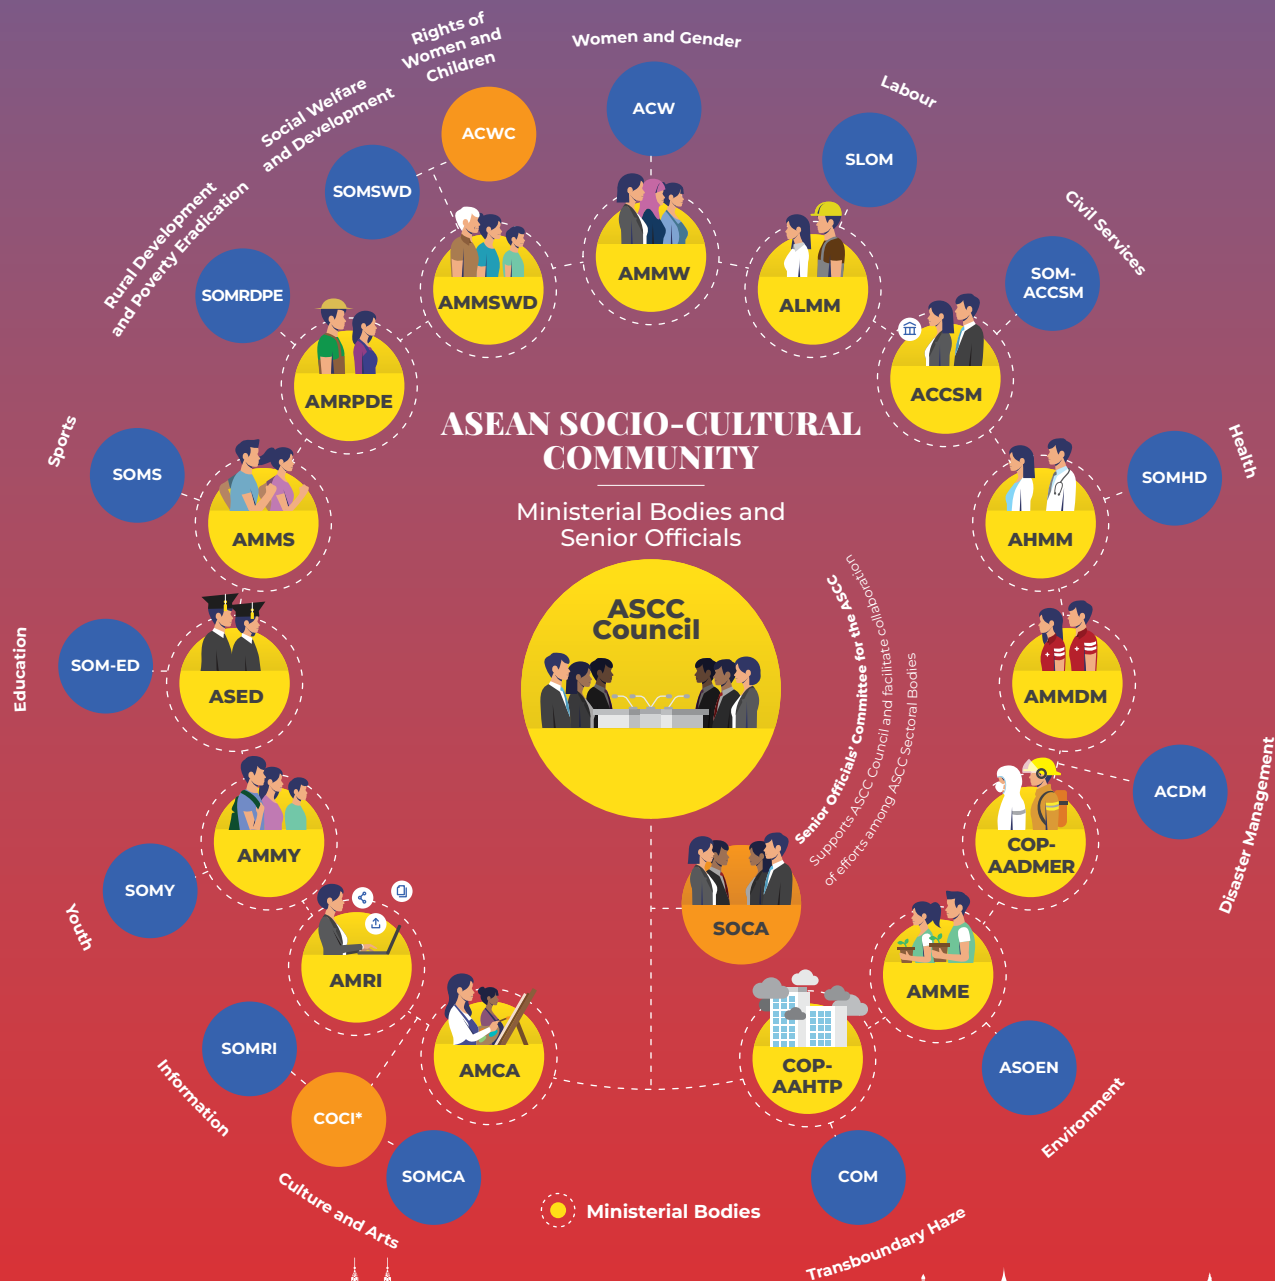 Rights of
Women and
Children
Women and Gender
Labour
Social Welfare
and Development
Civil Services
Rural Development
and Poverty Eradication
ACWC
ACW
SLOM
SOMSWD
SOM-
ACCSM
SOMRDPE
AMMSWD
AMMW
ALMM
AMRPDE
ACCSM
Sports
SOMS
AMMS
ASEAN SOCIO-CULTURAL
COMMUNITY
Ministerial Bodies and
Senior Officials
Health
SOMHD
AHMM
Education
SOM-ED
ASED
ASCC
Council
Senior Officials' Committee for the ASCC
Supports ASCC Council and facilitate collaboration
of efforts among ASCC Sectoral Bodies
AMMDM
ACDM
Disaster Management
COP-
AADMER
AMMY
SOMY
Youth
SOCA
AMRI
AMME
AMCA
COP-
AAHTP
SOMRI
Information
COCI*
SOMCA
Culture and Arts
ASOEN
Environment
COM
Transboundary Haze
Ministerial Bodies